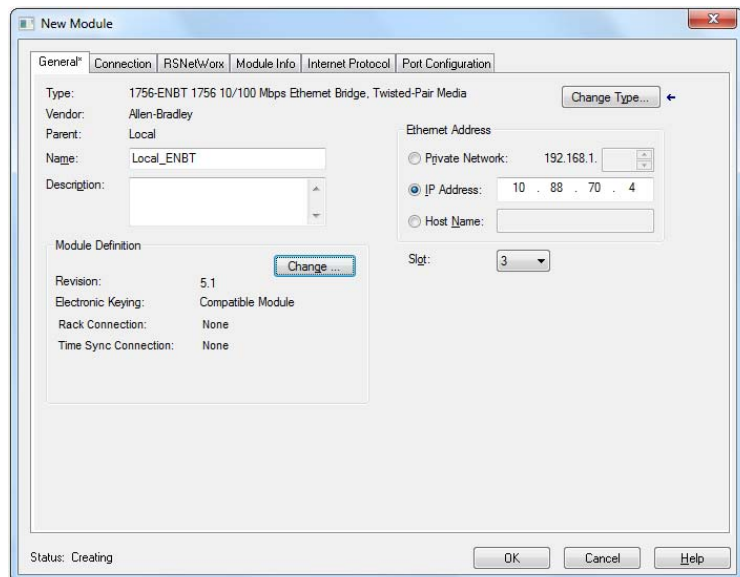 New Module
General* Connection RSNetWorx Module Info Internet Protocol Port Configuration
Type: 1756-ENBT 1756 10/100 Mbps Ethernet Bridge, Twisted-Pair Media
Change Type...
Vendor: Allen-Bradley
Parent: Local
Name: Local_ENBT
Description:
Ethernet Address
Private Network: 192.168.1.
IP Address: 10 . 88 . 70 . 4
Host Name:
Slot: 3
Module Definition
Change ...
Revision: 5.1
Electronic Keying: Compatible Module
Rack Connection: None
Time Sync Connection: None
Status: Creating
OK Cancel Help